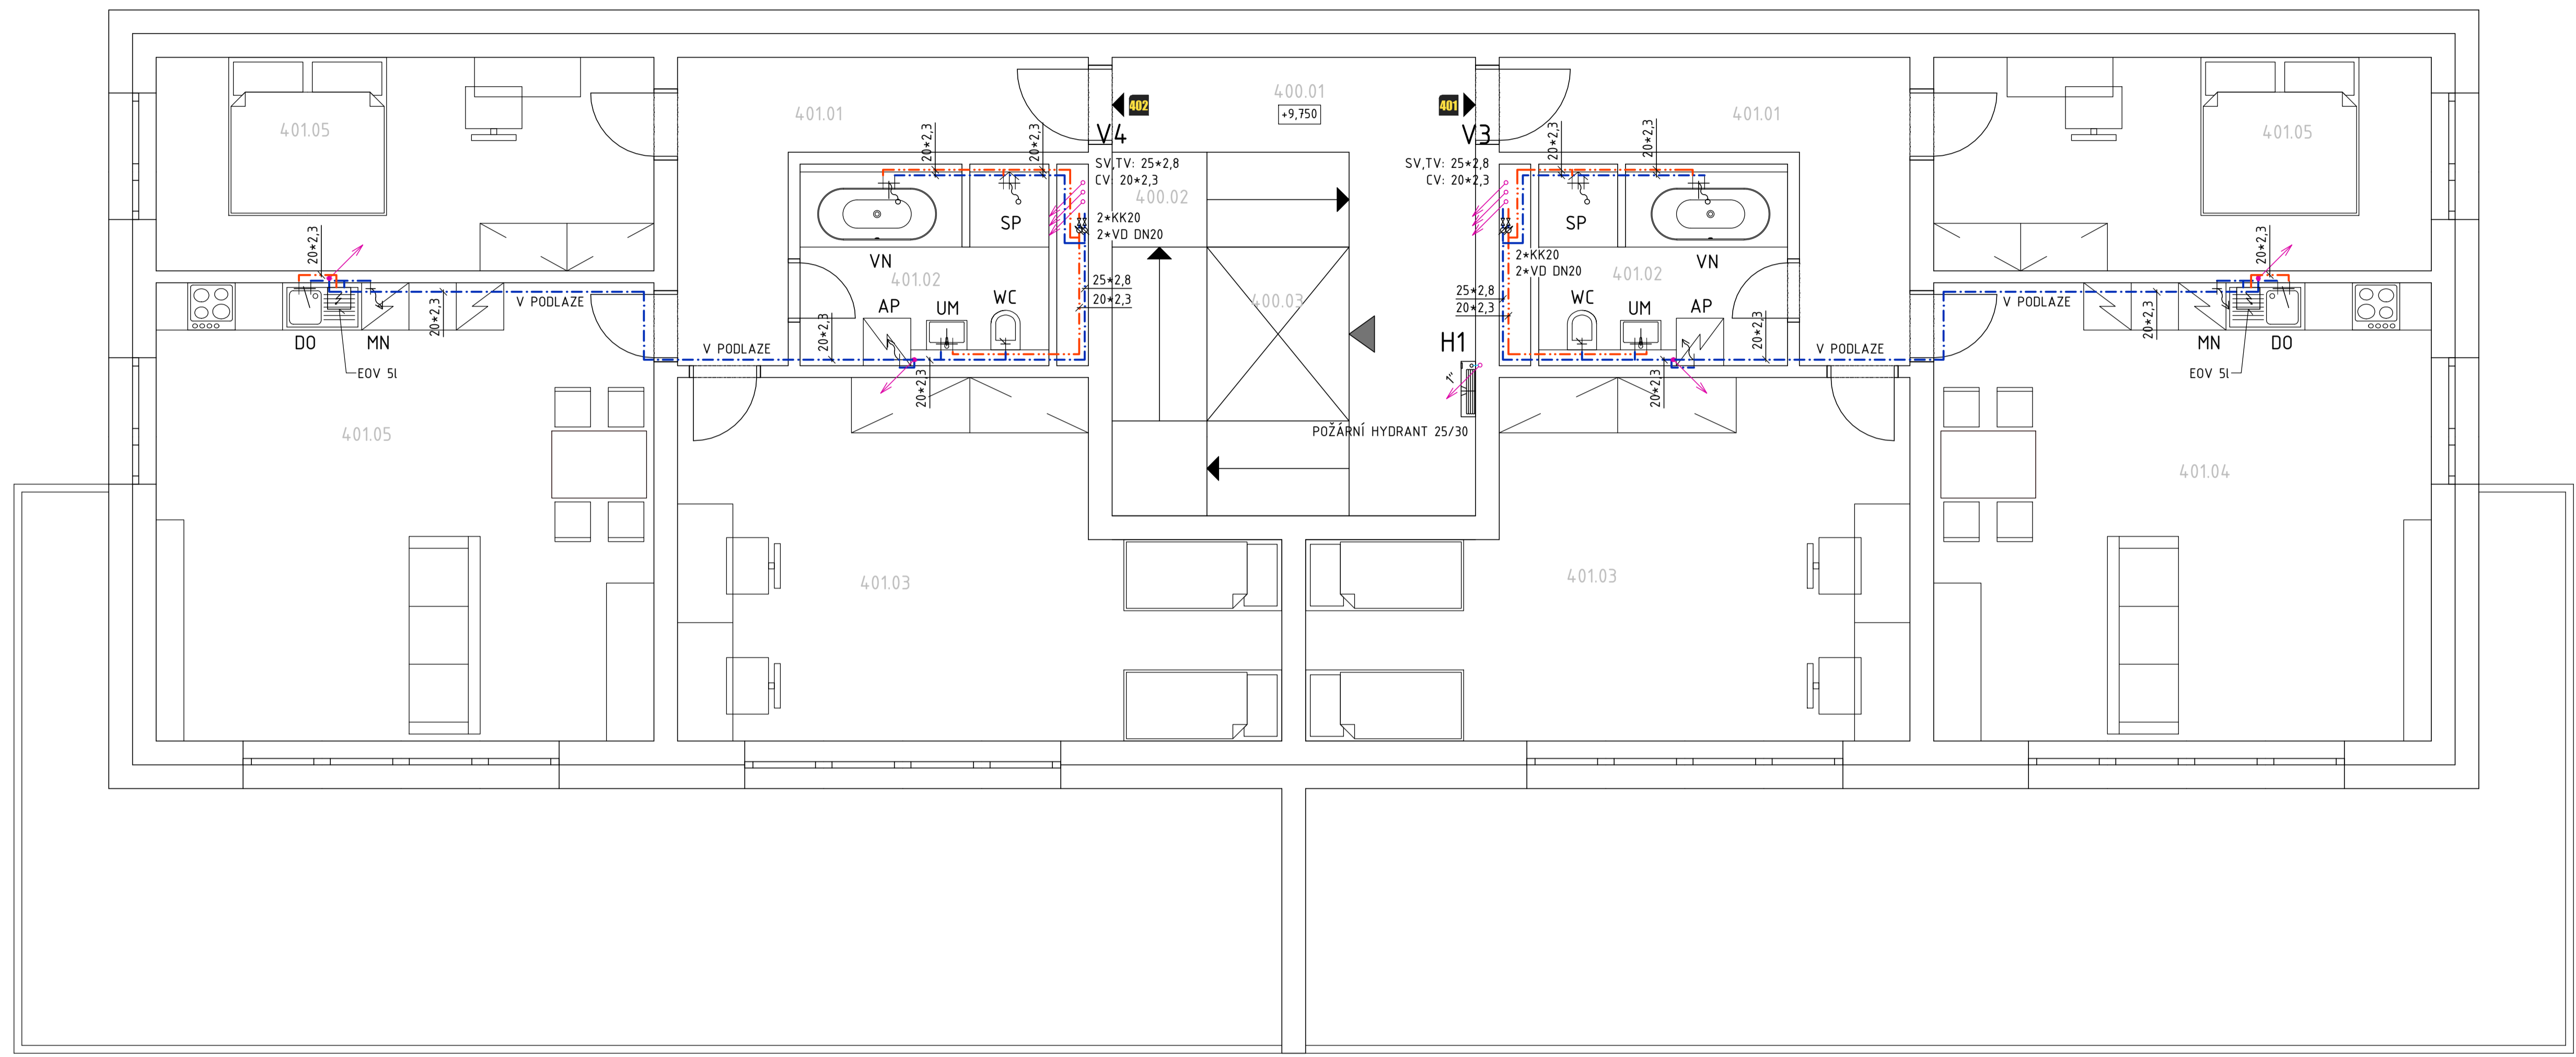 400.01
+9,750
402
401
401.01
401.01
401.05
401.05
V4
V3
20*2,3
20*2,3
20*2,3
20*2,3
SV,TV: 25*2,8
CV: 20*2,3
SV,TV: 25*2,8
CV: 20*2,3
400.02
2*KK20
2*VD DN20
2*KK20
2*VD DN20
SP
SP
VN
VN
401.02
401.02
20*2,3
20*2,3
25*2,8
20*2,3
25*2,8
20*2,3
400.03
V PODLAZE
V PODLAZE
AP
UM
WC
WC
UM
AP
20*2,3
20*2,3
20*2,3
20*2,3
DO
MN
MN
DO
H1
V PODLAZE
V PODLAZE
EOV 5l
EOV 5l
1"
20*2,3
20*2,3
POŽÁRNÍ HYDRANT 25/30
401.05
401.04
401.03
401.03